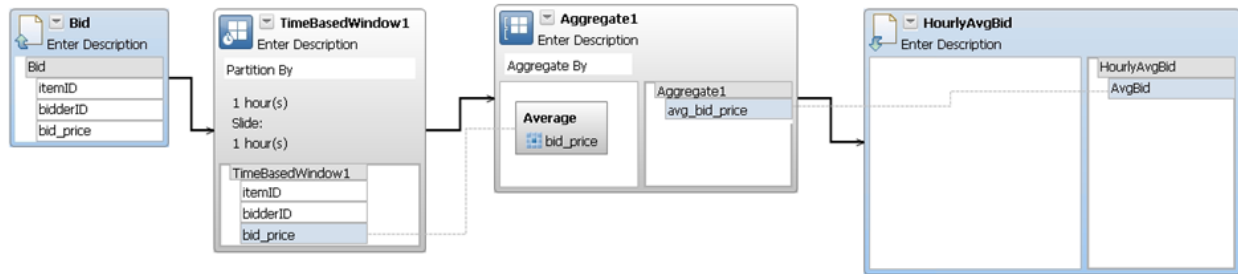 Bid
Enter Description
Bid
itemID
bidderID
bid_price
TimeBasedWindow1
Enter Description
Partition By
1 hour(s)
Slide:
1 hour(s)
TimeBasedWindow1
itemID
bidderID
bid_price
Aggregate1
Enter Description
Aggregate By
Average
bid_price
Aggregate1
avg_bid_price
HourlyAvgBid
Enter Description
HourlyAvgBid
AvgBid